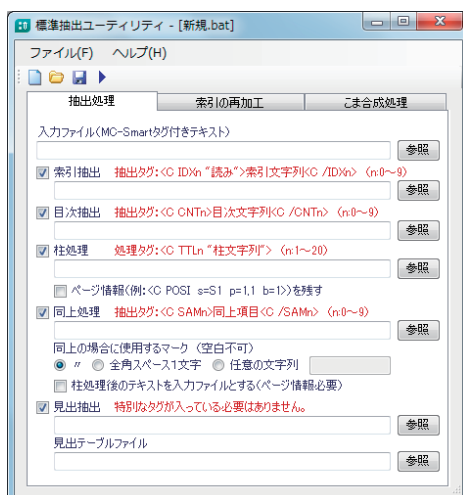 標準抽出ユーティリティ - [新規.bat]
ファイル(F) ヘルプ(H)
抽出処理 索引の再加工 こま合成処理
入力ファイル(MC-Smartタグ付きテキスト)
参照
索引抽出 抽出タグ:<C IDXn "読み">索引文字列<C /IDXn> (n:0～9)
参照
目次抽出 抽出タグ:<C CNTn>目次文字列<C /CNTn> (n:0～9)
参照
柱処理 処理タグ:<C TTLn "柱文字列"> (n:1～20)
参照
ページ情報(例:<C POSI s=S1 p=1,1 b=1>)を残す
同上処理 抽出タグ:<C SAMn>同上項目<C /SAMn> (n:0～9)
参照
同上の場合に使用するマーク (空白不可)
〃 全角スペース1文字 任意の文字列
柱処理後のテキストを入力ファイルとする(ページ情報必要)
見出抽出 特別なタグが入っている必要はありません。
参照
見出テーブルファイル
参照